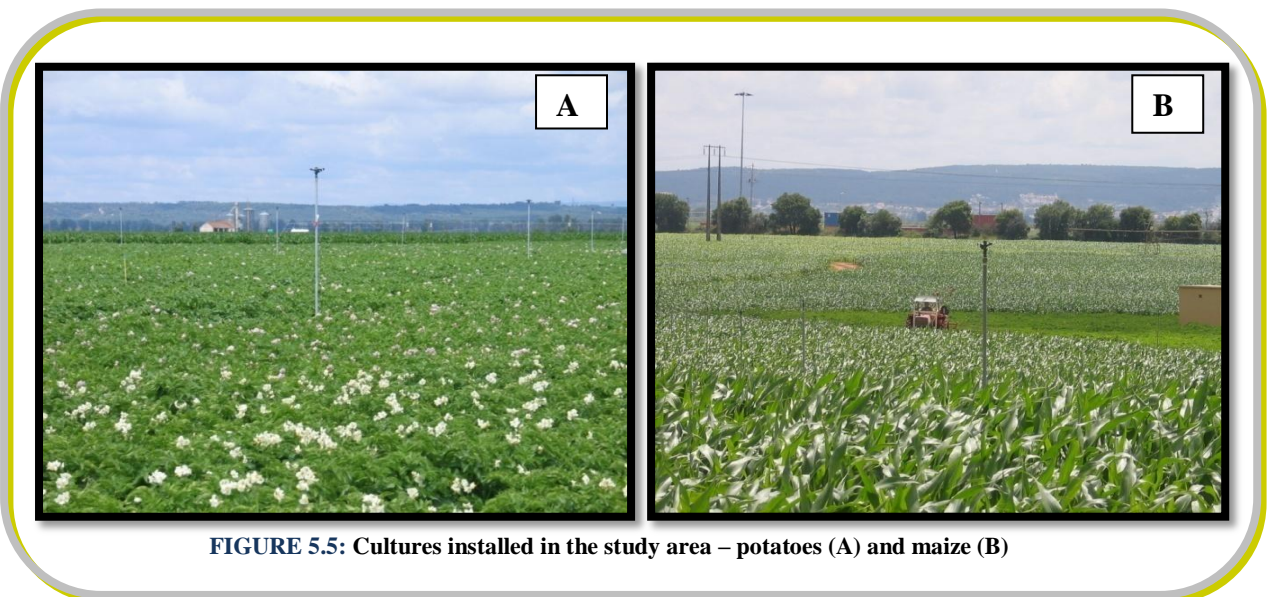 A
B
FIGURE 5.5: Cultures installed in the study area – potatoes (A) and maize (B)